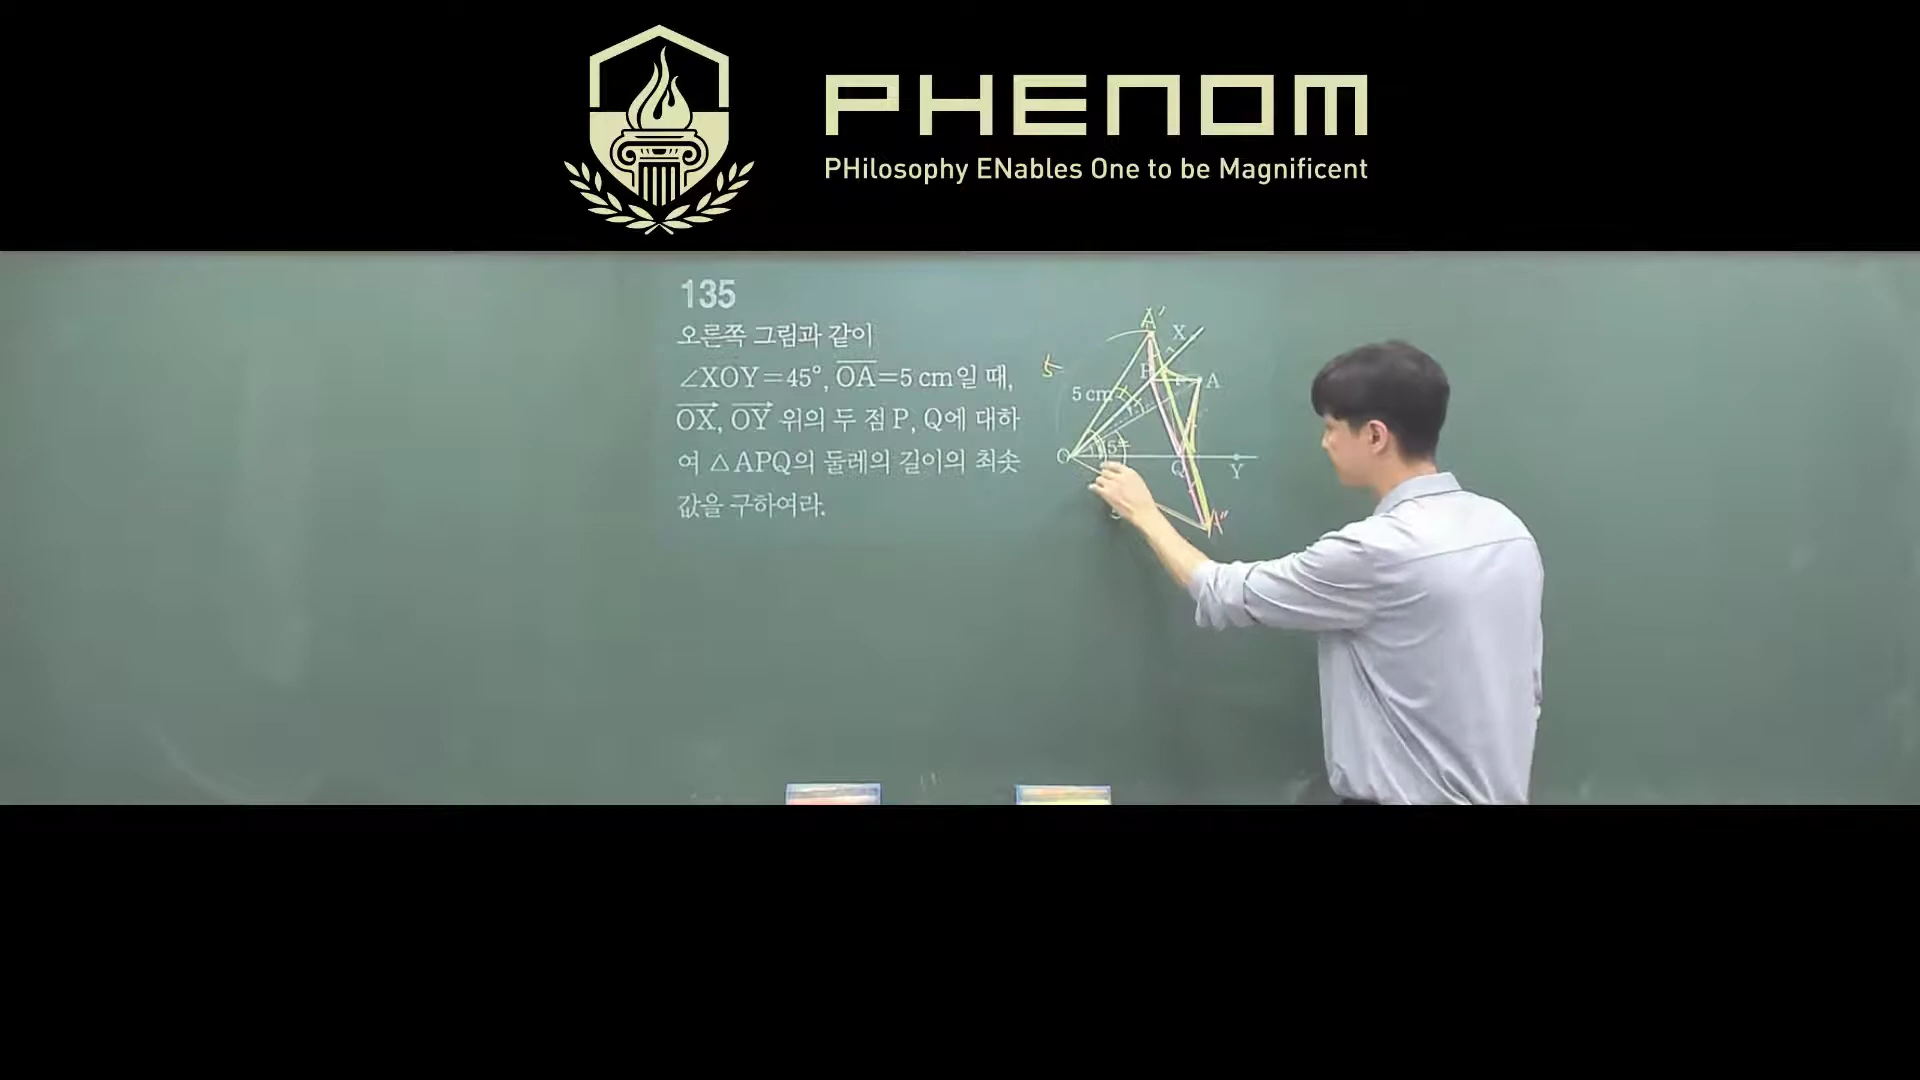 PHENOM
PHilosophy ENables One to be Magnificent
135
오른쪽 그림과 같이
∠XOY=45°, OA=5 cm일 때,
OX, OY 위의 두 점 P, Q에 대하
여 △APQ의 둘레의 길이의 최솟
값을 구하여라.
A'
X
5
P
A
5 cm
O
Q
Y
A"